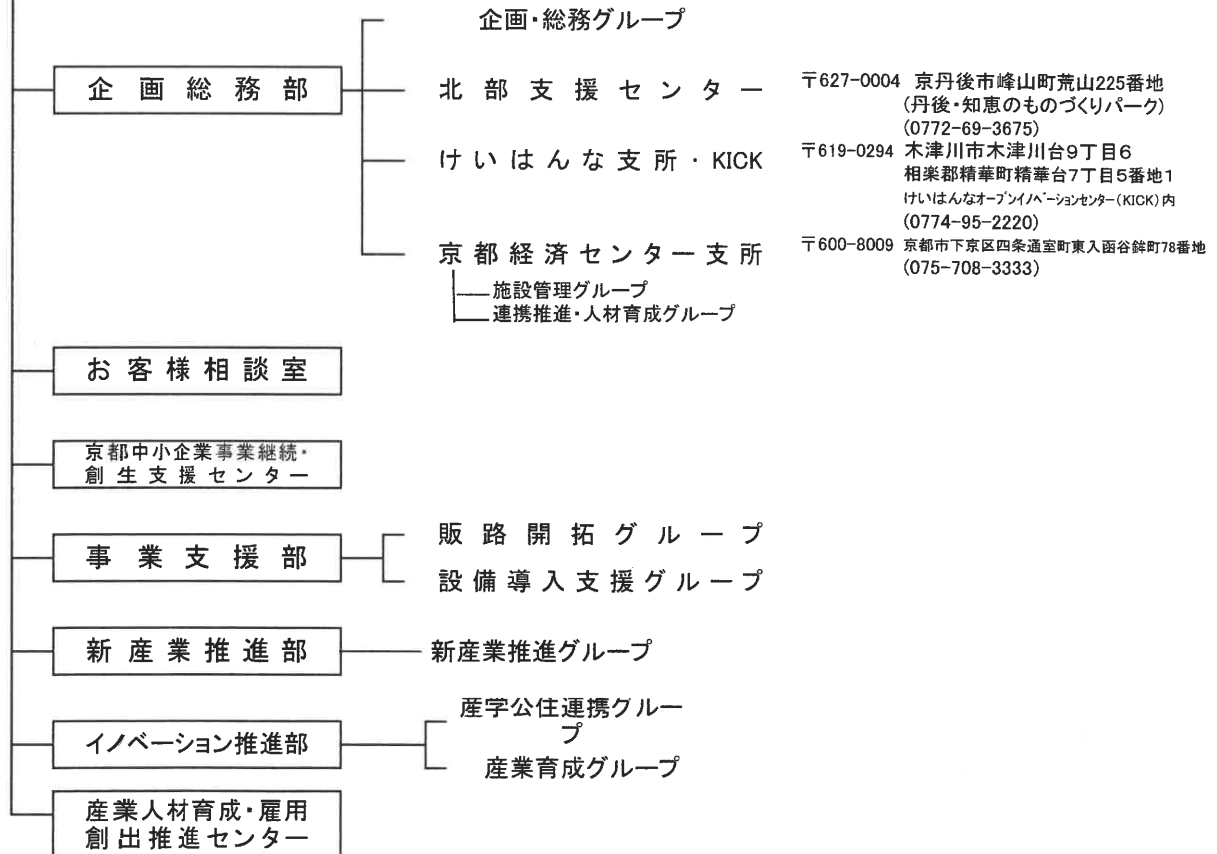 企画・総務グループ
企画総務部
北部支援センター
〒627-0004 京丹後市峰山町荒山225番地
(丹後・知恵のものづくりパーク)
(0772-69-3675)
けいはんな支所・KICK
〒619-0294 木津川市木津川台9丁目6
相楽郡精華町精華台7丁目5番地1
けいはんなオープンイノベーションセンター(KICK)内
(0774-95-2220)
京都経済センター支所
〒600-8009 京都市下京区四条通室町東入函谷鉾町78番地
(075-708-3333)
施設管理グループ
連携推進・人材育成グループ
お客様相談室
京都中小企業事業継続・
創生支援センター
事業支援部
販路開拓グループ
設備導入支援グループ
新産業推進部
新産業推進グループ
イノベーション推進部
産学公住連携グルー
プ
産業育成グループ
産業人材育成・雇用
創出推進センター